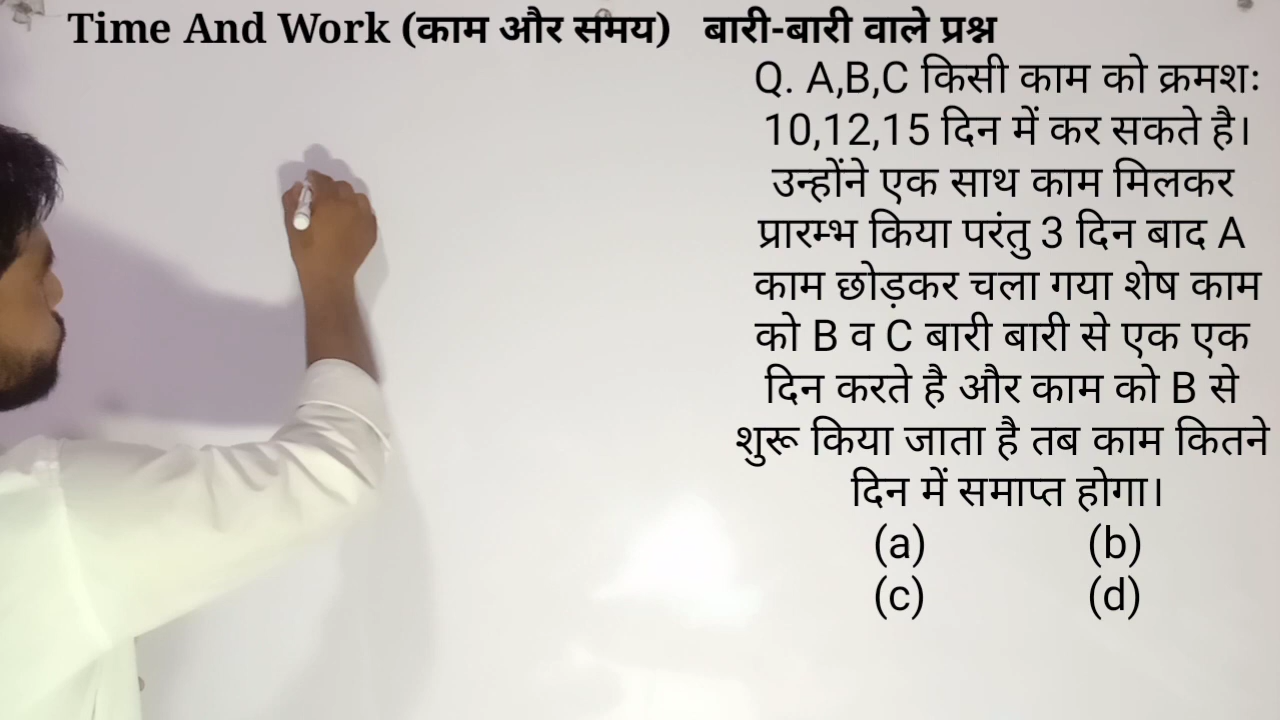 Time And Work (काम और समय) बारी-बारी वाले प्रश्न
Q. A,B,C किसी काम को क्रमशः
10,12,15 दिन में कर सकते है।
उन्होंने एक साथ काम मिलकर
प्रारम्भ किया परंतु 3 दिन बाद A
काम छोड़कर चला गया शेष काम
को B व C बारी बारी से एक एक
दिन करते है और काम को B से
शुरू किया जाता है तब काम कितने
दिन में समाप्त होगा।
(a) (b)
(c) (d)